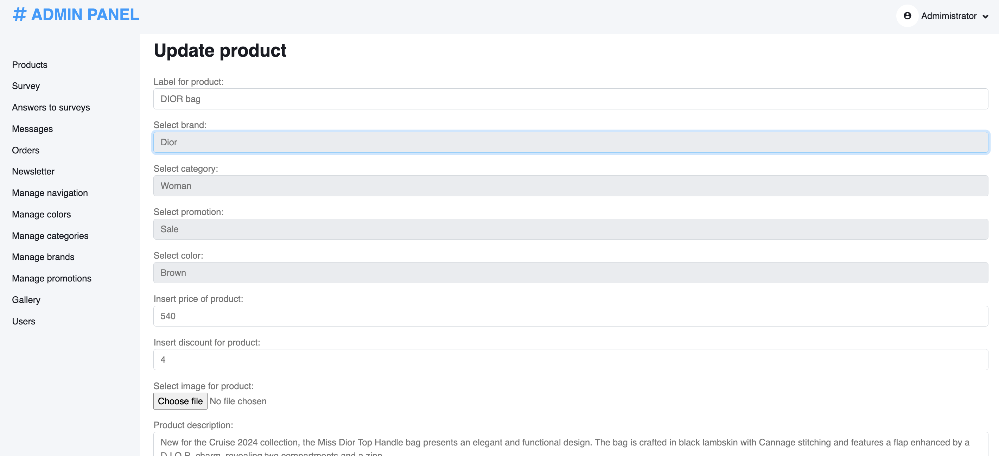 # ADMIN PANEL
Admimistrator
Products
Survey
Answers to surveys
Messages
Orders
Newsletter
Manage navigation
Manage colors
Manage categories
Manage brands
Manage promotions
Gallery
Users
Update product
Label for product:
DIOR bag
Select brand:
Dior
Select category:
Woman
Select promotion:
Sale
Select color:
Brown
Insert price of product:
540
Insert discount for product:
4
Select image for product:
Choose file No file chosen
Product description:
New for the Cruise 2024 collection, the Miss Dior Top Handle bag presents an elegant and functional design. The bag is crafted in black lambskin with Cannage stitching and features a flap enhanced by a
D.I.O.R. charm, revealing two compartments and a zipp